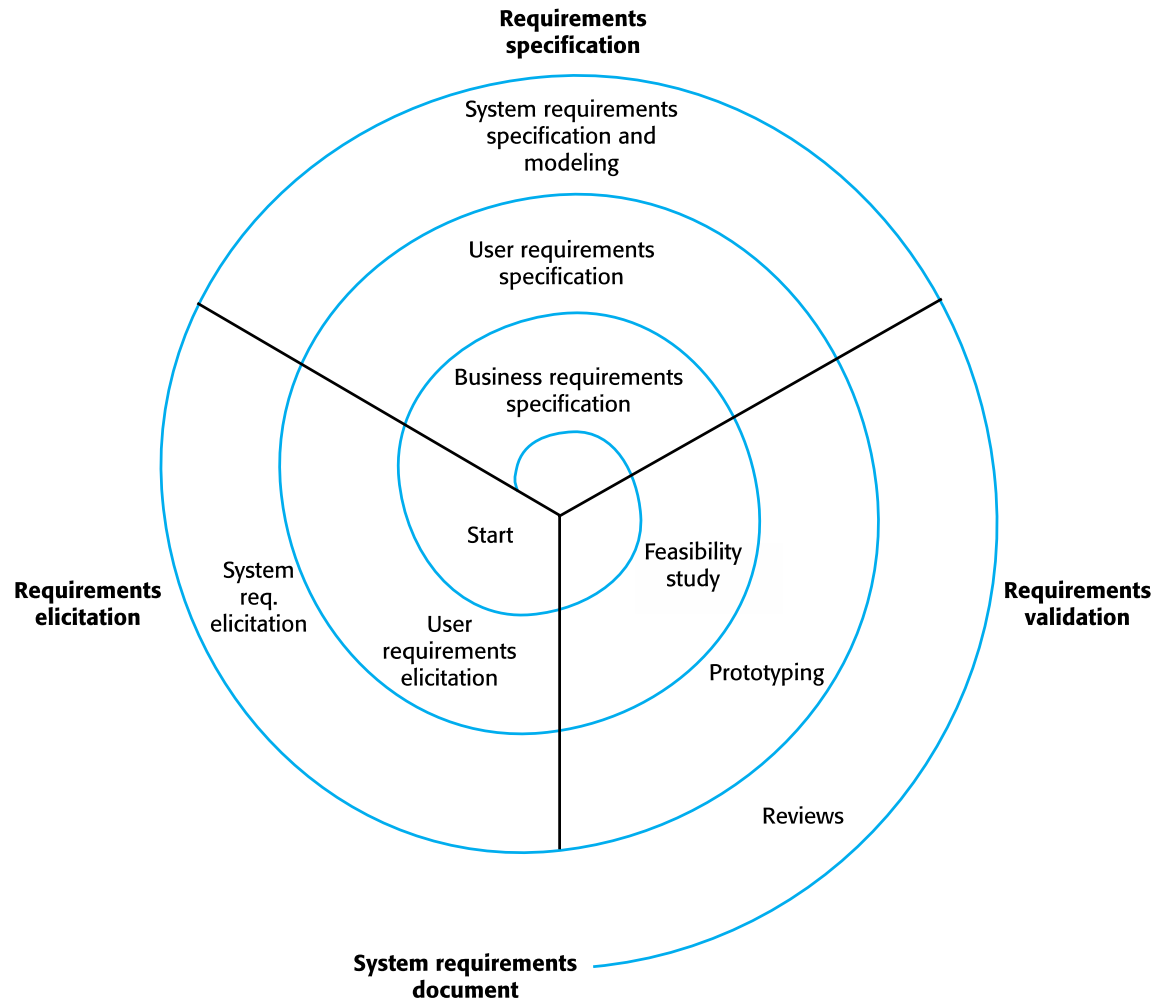 Requirements
specification
System requirements
specification and
modeling
User requirements
specification
Business requirements
specification
Start
Feasibility
study
System
req.
elicitation
Requirements
elicitation
Requirements
validation
User
requirements
elicitation
Prototyping
Reviews
System requirements
document